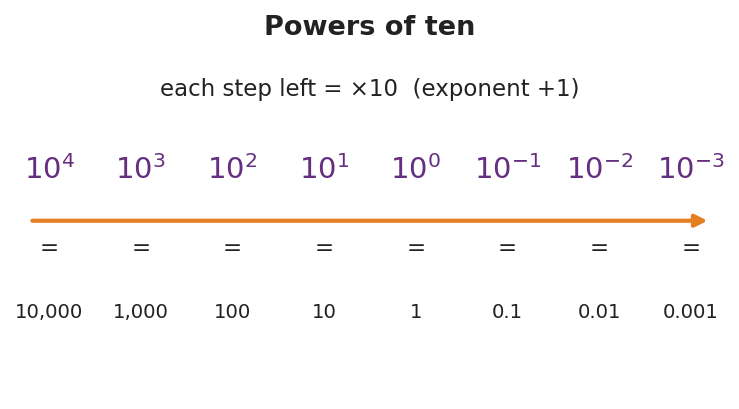 Powers of ten
each step left = ×10 (exponent +1)
10⁴ 10³ 10² 10¹ 10⁰ 10⁻¹ 10⁻² 10⁻³
= = = = = = = =
10,000 1,000 100 10 1 0.1 0.01 0.001